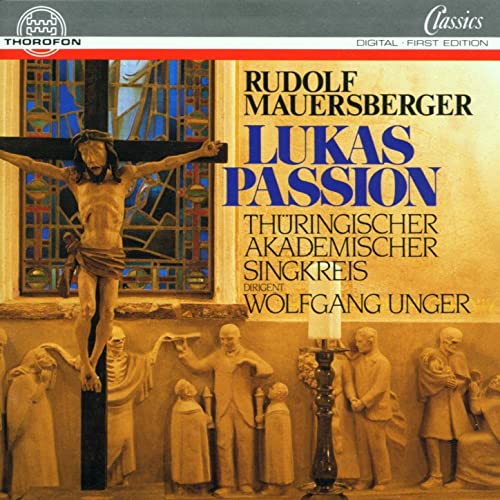 THOROFON
Classics
DIGITAL · FIRST EDITION
RUDOLF
MAUERSBERGER
LUKAS
PASSION
THÜRINGISCHER
AKADEMISCHER
SINGKREIS
DIRIGENT
WOLFGANG UNGER